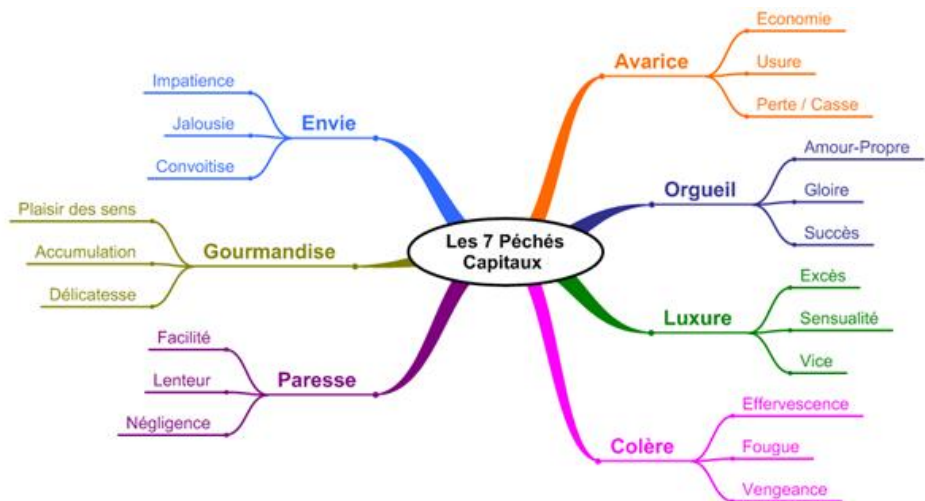 Les 7 Péchés
Capitaux
Avarice
Economie
Usure
Perte / Casse
Orgueil
Amour-Propre
Gloire
Succès
Luxure
Excès
Sensualité
Vice
Colère
Effervescence
Fougue
Vengeance
Envie
Impatience
Jalousie
Convoitise
Gourmandise
Plaisir des sens
Accumulation
Délicatesse
Paresse
Facilité
Lenteur
Négligence